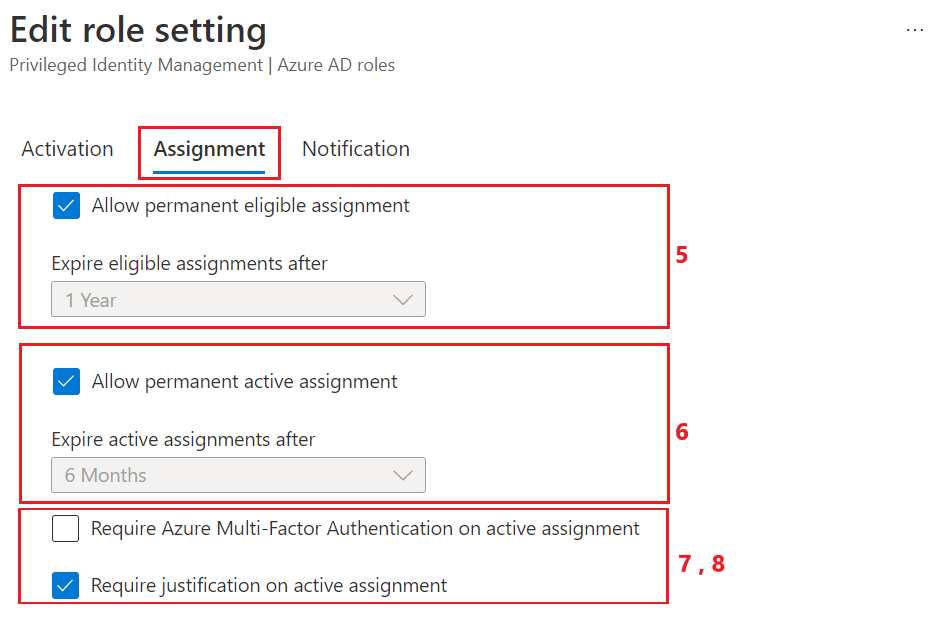 Edit role setting
...
Privileged Identity Management | Azure AD roles
Activation Assignment Notification
Allow permanent eligible assignment
5
Expire eligible assignments after
1 Year
Allow permanent active assignment
6
Expire active assignments after
6 Months
Require Azure Multi-Factor Authentication on active assignment
7 , 8
Require justification on active assignment